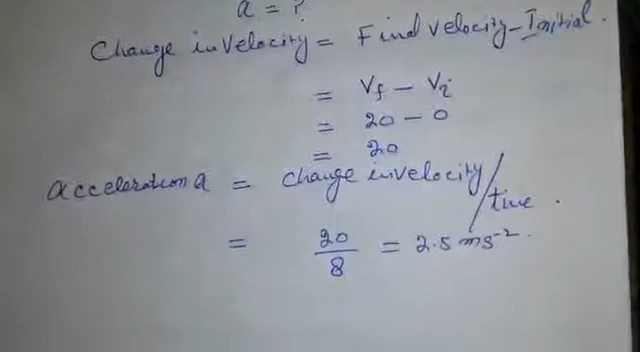 a = ?
Change in Velocity = Final velocity - Initial.
= Vf - Vi
= 20 - 0
= 20
acceleration a = change in velocity / time.
= 20/8 = 2.5 ms⁻².